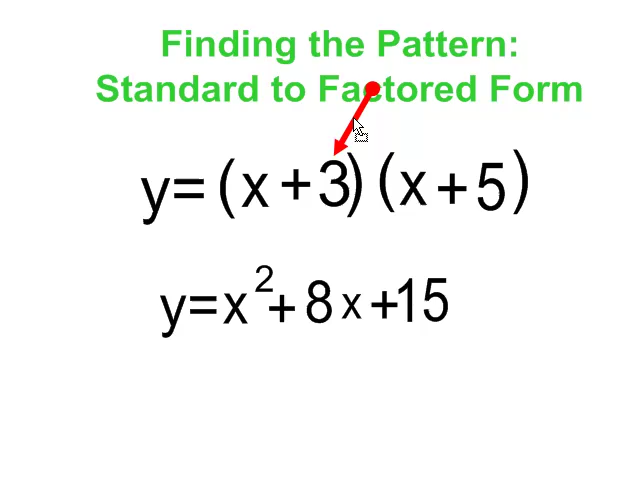 Finding the Pattern:
Standard to Factored Form
y=(x+3)(x+5)
y=x²+8x+15